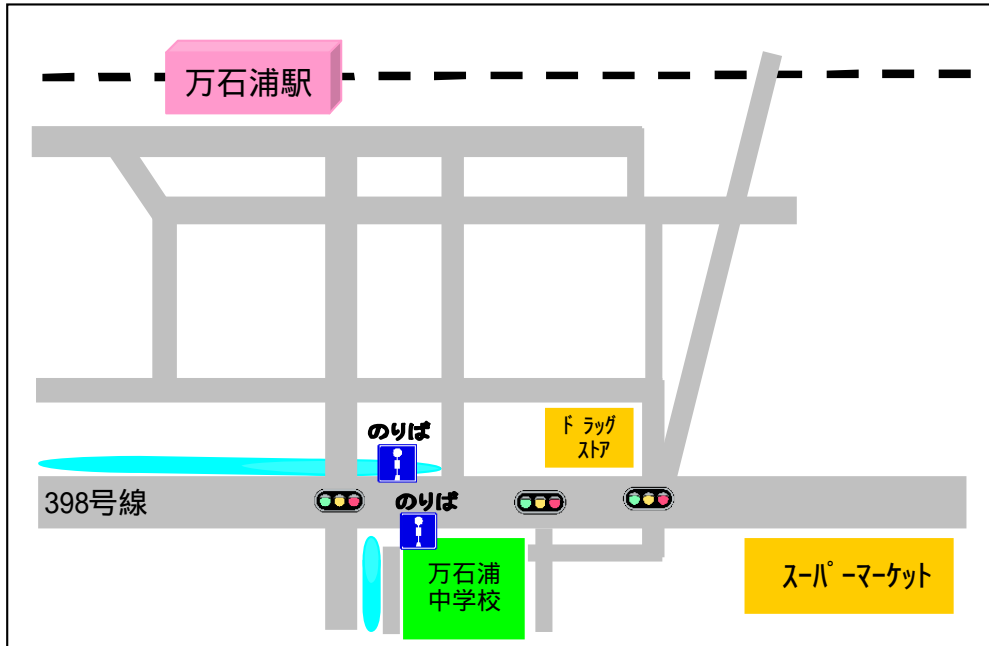 万石浦駅
ドラッグ
ストア
のりば
398号線
のりば
万石浦
中学校
スーパーマーケット